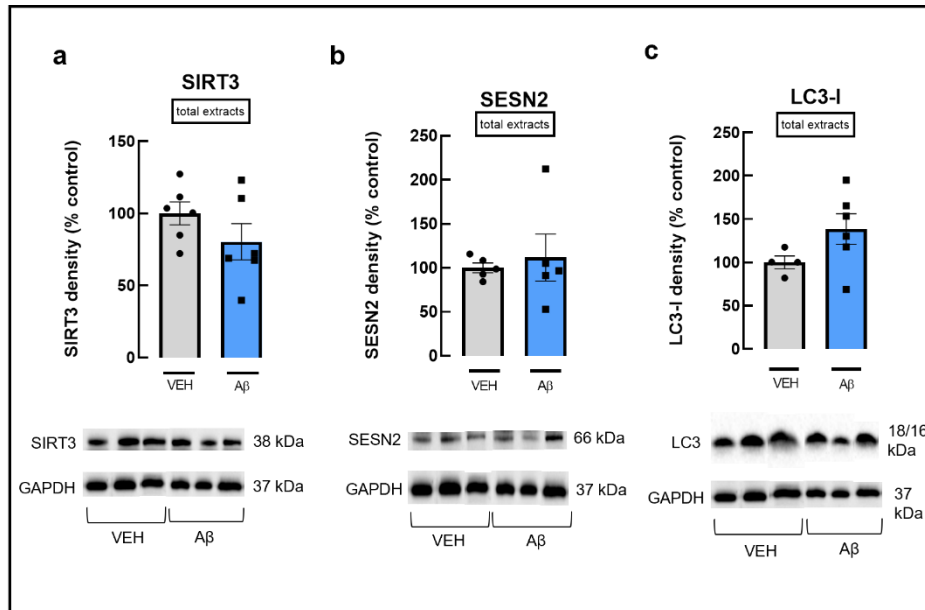 a
SIRT3
total extracts
SIRT3 density (% control)
150
100
50
0
VEH Aβ
SIRT3 38 kDa
GAPDH 37 kDa
VEH Aβ
b
SESN2
total extracts
SESN2 density (% control)
250
200
150
100
50
0
VEH Aβ
SESN2 66 kDa
GAPDH 37 kDa
VEH Aβ
c
LC3-I
total extracts
LC3-I density (% control)
250
200
150
100
50
0
VEH Aβ
LC3 18/16
kDa
GAPDH 37
kDa
VEH Aβ